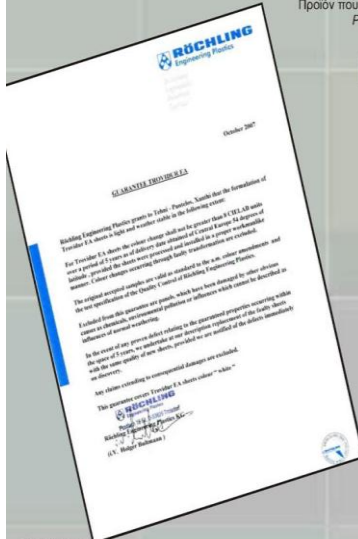 Προϊόν που
RÖCHLING
Engineering Plastics
October 2007
GUARANTEE TROVIDUR EA
Röchling Engineering Plastics grants to Tehni - Pantelos, Xanthi that the formulation of
Trovidur EA sheets is light and weather stable in the following extent:
For Trovidur EA sheets the colour change shall not be greater than 8 CIELAB units
over a period of 5 years as of delivery date obtained of Central Europe 54 degrees of
latitude, provided the sheets were processed and installed in a proper workmanlike
manner. Colour changes occurring through faulty transformation are excluded.
The original accepted samples are valid as standard to the a.m. colour amendments and
the test specification of the Quality Control of Röchling Engineering Plastics.
Excluded from this guarantee are panels, which have been damaged by other obvious
causes as chemicals, environmental pollution or influences which cannot be described as
influences of normal weathering.
In the event of any proven defect relating to the guaranteed properties occurring within
the space of 5 years, we undertake at our description replacement of the faulty sheets
with the same quality of new sheets, provided we are notified of the defects immediately
on discovery.
Any claims extending to consequential damages are excluded.
This guarantee covers Trovidur EA sheets colour " white "
RÖCHLING
Engineering Plastics
Röchling Engineering Plastics KG
(i.V. Holger Bußmann )